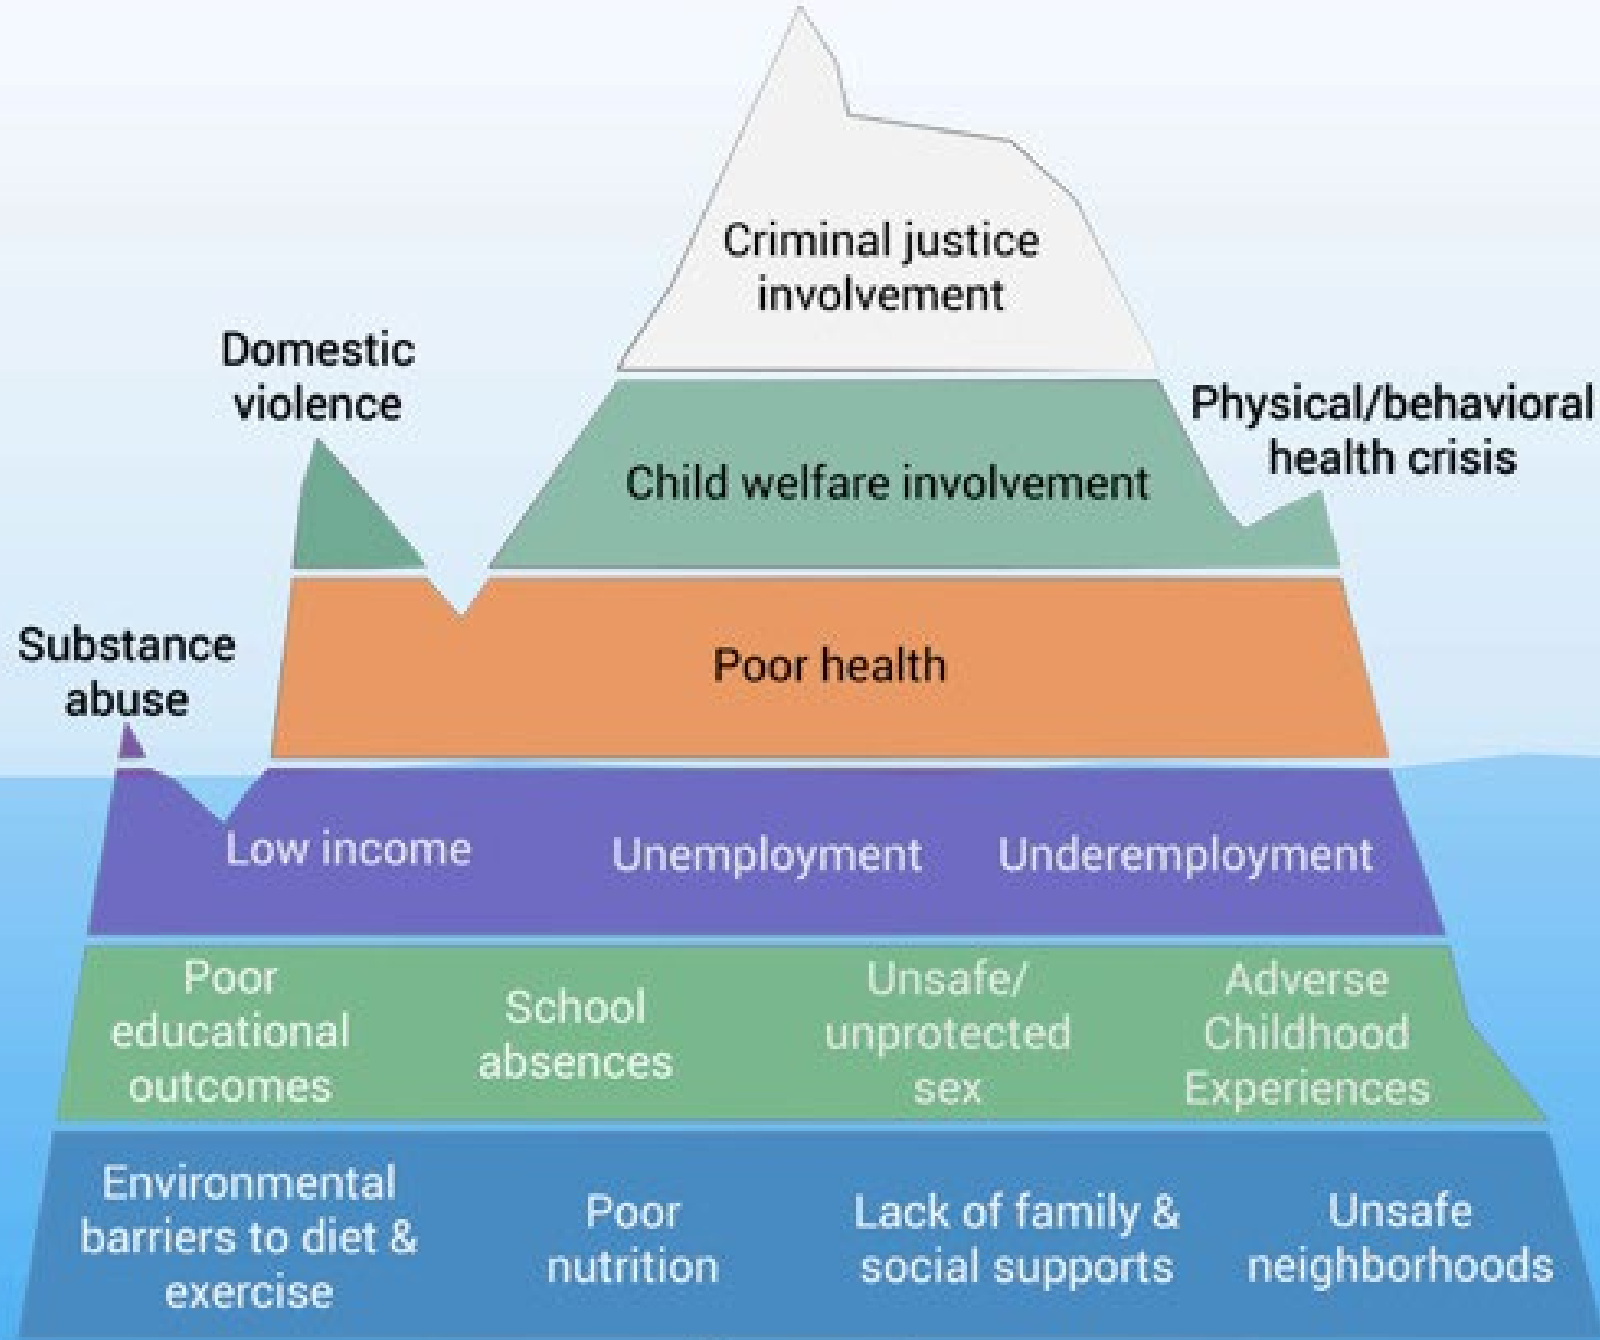 Criminal justice
involvement
Domestic
violence
Physical/behavioral
health crisis
Child welfare involvement
Substance
abuse
Poor health
Low income
Unemployment
Underemployment
Poor
educational
outcomes
School
absences
Unsafe/
unprotected
sex
Adverse
Childhood
Experiences
Environmental
barriers to diet &
exercise
Poor
nutrition
Lack of family &
social supports
Unsafe
neighborhoods